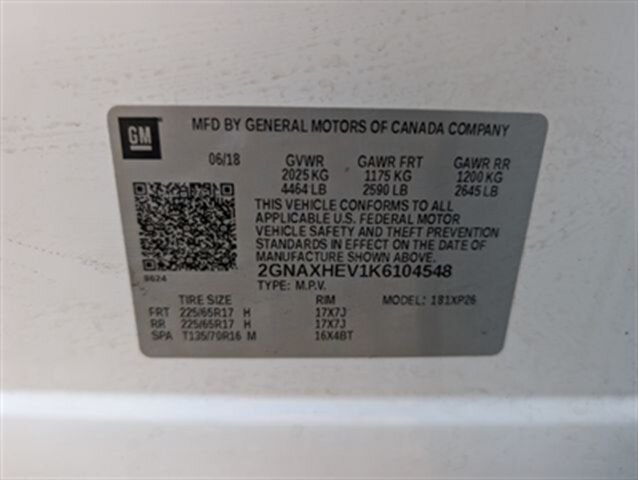 GM
MFD BY GENERAL MOTORS OF CANADA COMPANY
06/18 GVWR GAWR FRT GAWR RR
2025 KG 1175 KG 1200 KG
4464 LB 2590 LB 2645 LB
THIS VEHICLE CONFORMS TO ALL
APPLICABLE U.S. FEDERAL MOTOR
VEHICLE SAFETY AND THEFT
PREVENTION STANDARDS IN
EFFECT ON THE DATE OF
MANUFACTURE SHOWN ABOVE.
8624
2GNAXHEV1K6104548
TYPE: M.P.V. MODEL: 181XP26
TIRE SIZE RIM
FRT 225/65R17 H 17X7J
RR 225/65R17 H 17X7J
SPA T135/70R16 M 16X4BT